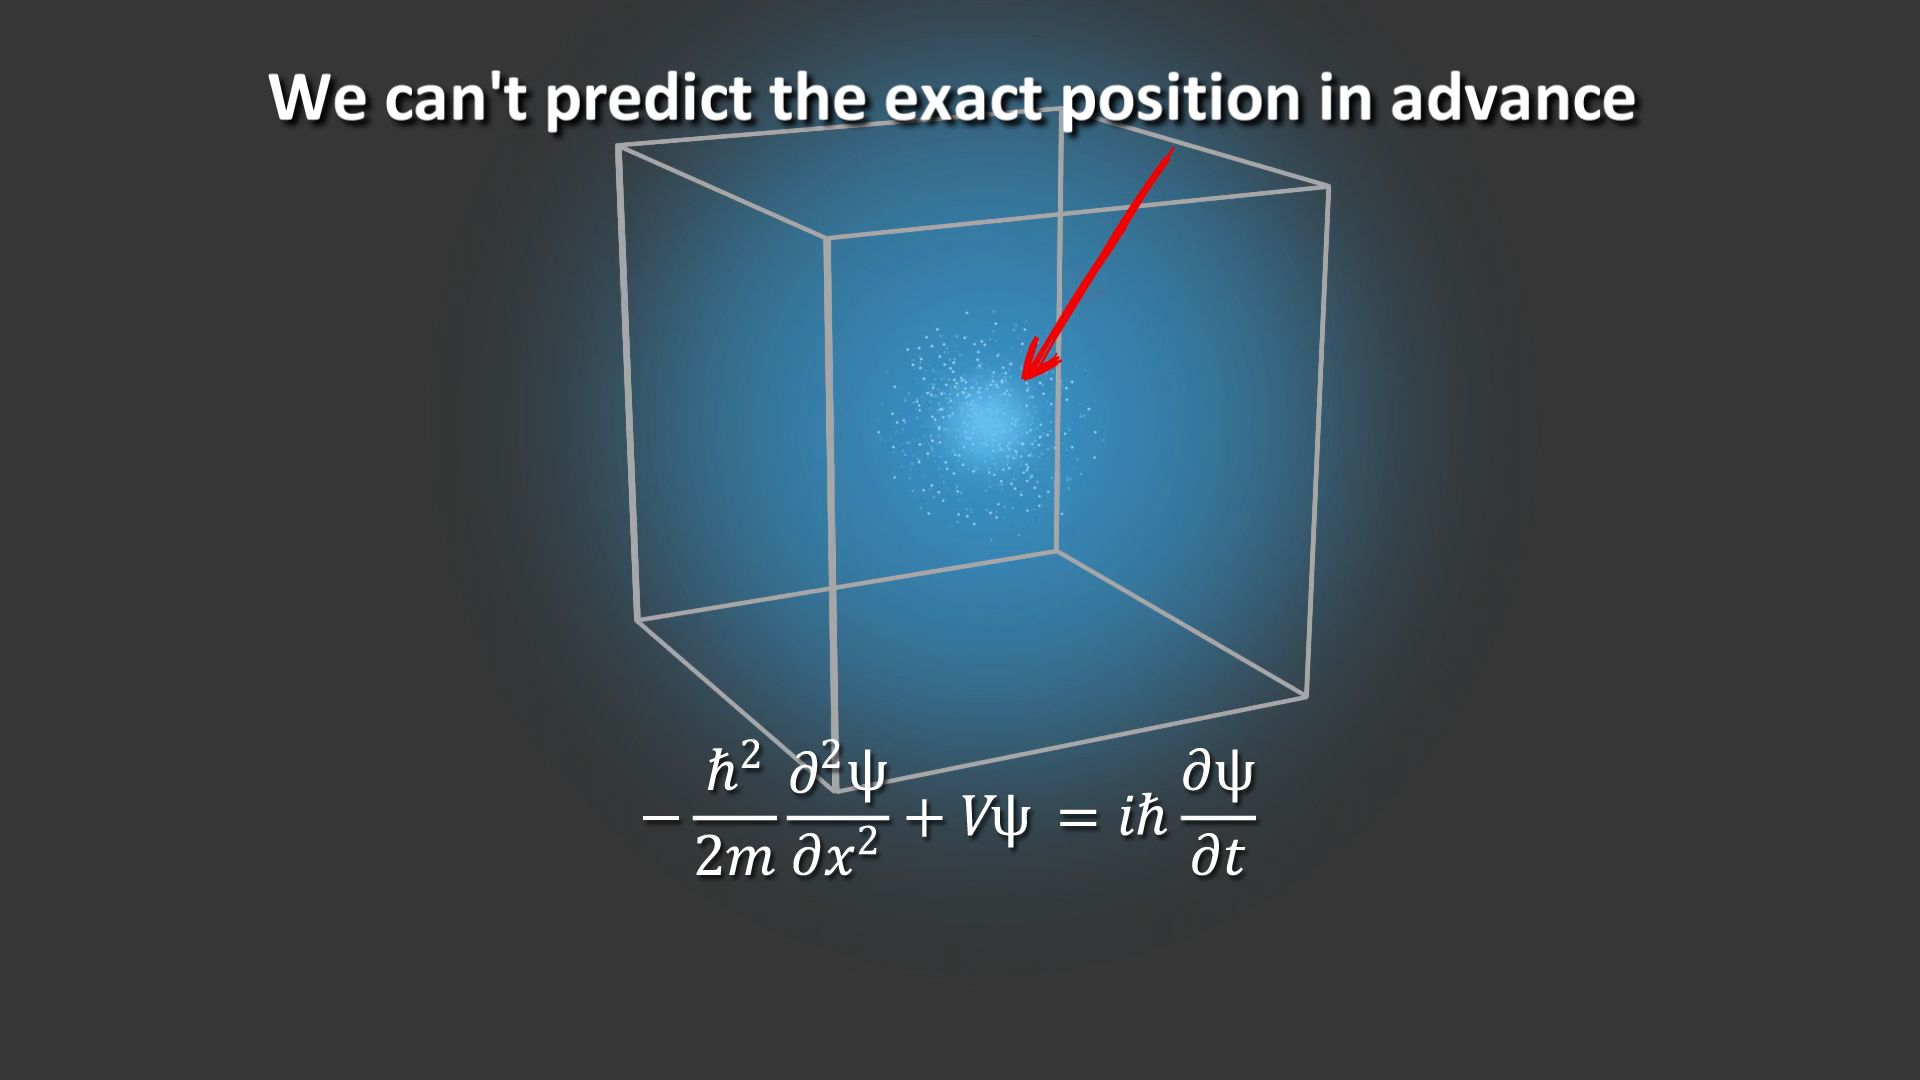 We can't predict the exact position in advance
−ħ²/2m ∂²ψ/∂x² + Vψ = iħ ∂ψ/∂t